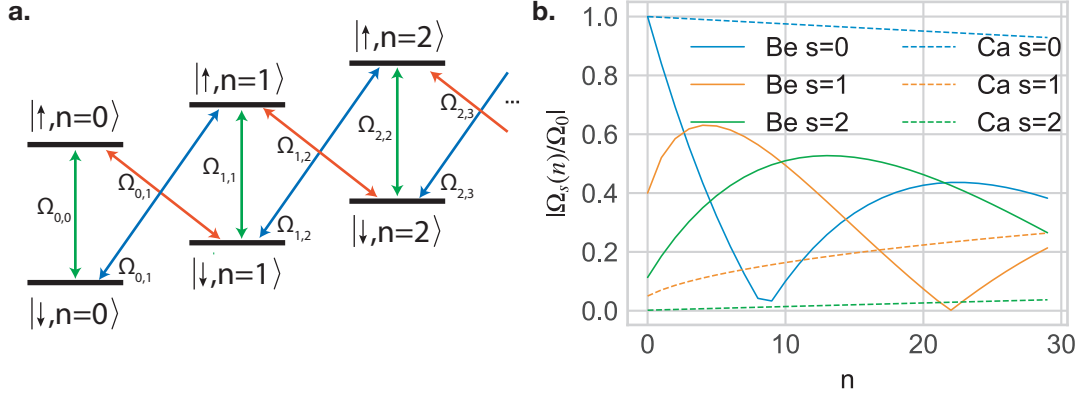 a.
|↑,n=2⟩
|↑,n=1⟩
|↑,n=0⟩
...
Ω2,3
Ω2,2
Ω1,2
Ω1,1
Ω0,1
Ω0,0
Ω2,3
|↓,n=2⟩
Ω1,2
|↓,n=1⟩
Ω0,1
|↓,n=0⟩
b.
|Ωs(n)/Ω0|
1.0
0.8
0.6
0.4
0.2
0.0
Be s=0
Be s=1
Be s=2
Ca s=0
Ca s=1
Ca s=2
0
10
20
30
n